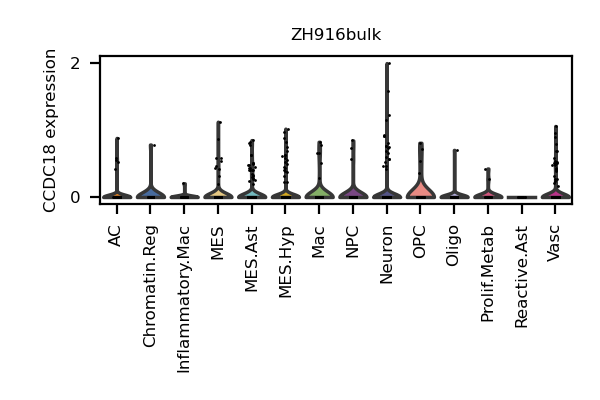 ZH916bulk
CCDC18 expression
2
0
AC
Chromatin.Reg
Inflammatory.Mac
MES
MES.Ast
MES.Hyp
Mac
NPC
Neuron
OPC
Oligo
Prolif.Metab
Reactive.Ast
Vasc